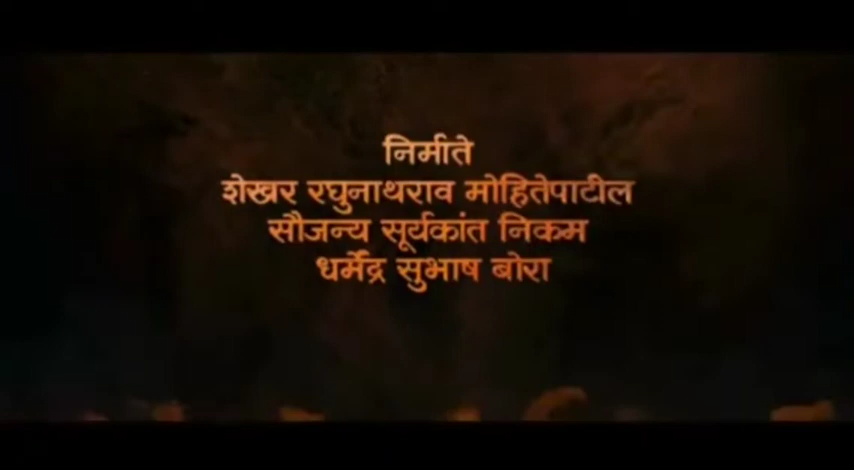 निर्माते
शेखर रघुनाथराव मोहितेपाटील
सौजन्य सूर्यकांत निकम
धर्मेंद्र सुभाष बोरा